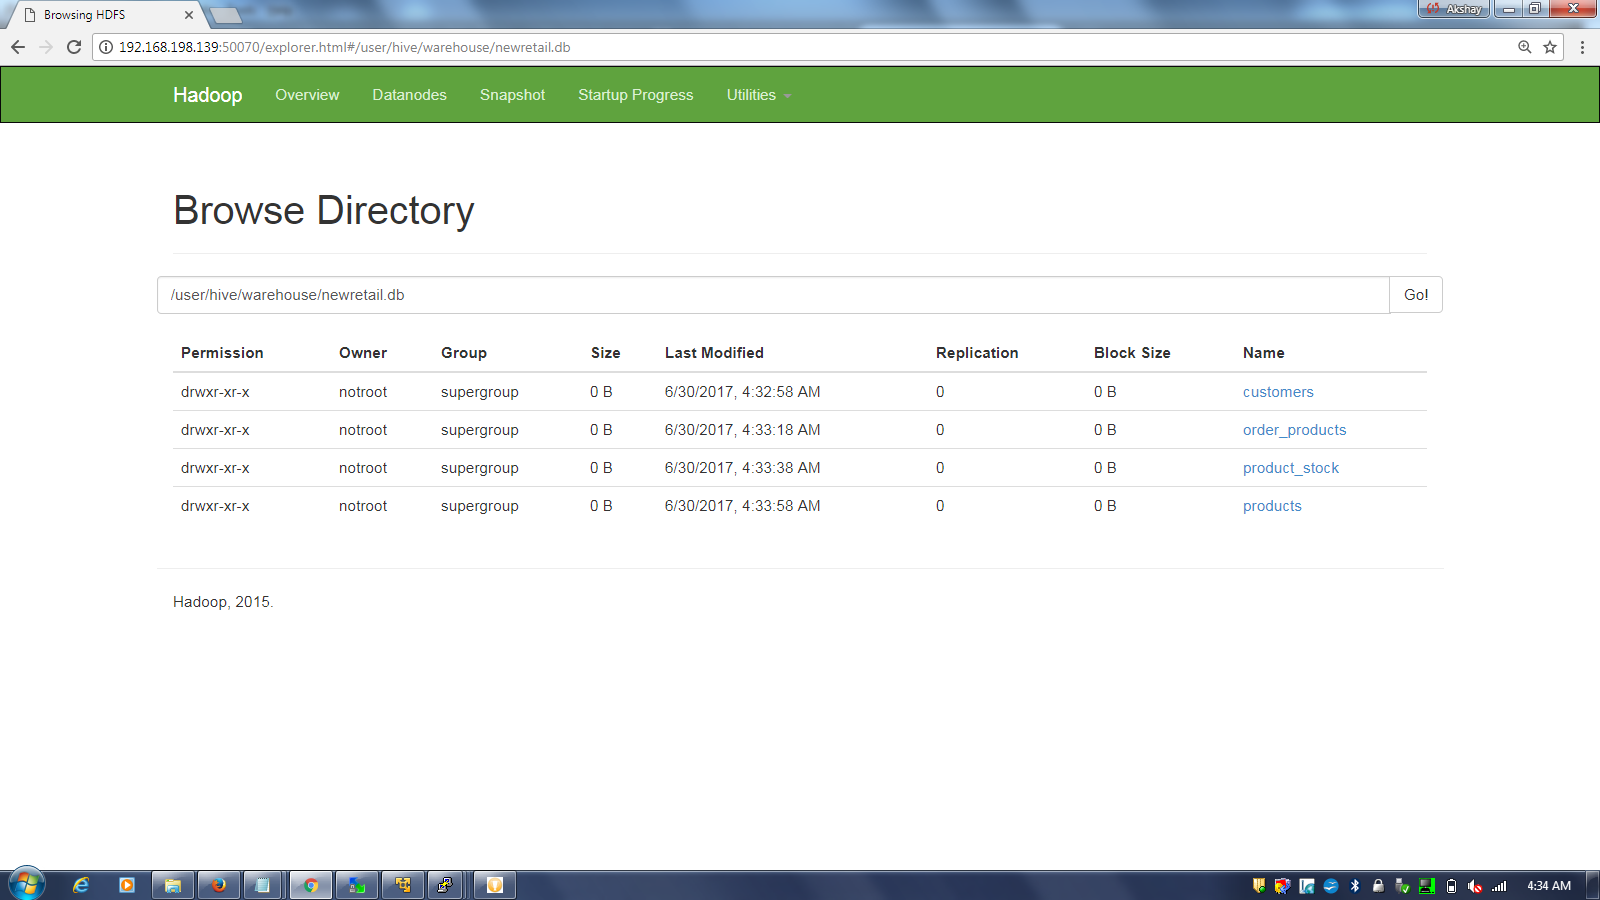 Browsing HDFS
Akshay
192.168.198.139:50070/explorer.html#/user/hive/warehouse/newretail.db
Hadoop Overview Datanodes Snapshot Startup Progress Utilities
Browse Directory
/user/hive/warehouse/newretail.db Go!
Permission Owner Group Size Last Modified Replication Block Size Name
drwxr-xr-x notroot supergroup 0 B 6/30/2017, 4:32:58 AM 0 0 B customers
drwxr-xr-x notroot supergroup 0 B 6/30/2017, 4:33:18 AM 0 0 B order_products
drwxr-xr-x notroot supergroup 0 B 6/30/2017, 4:33:38 AM 0 0 B product_stock
drwxr-xr-x notroot supergroup 0 B 6/30/2017, 4:33:58 AM 0 0 B products
Hadoop, 2015.
4:34 AM